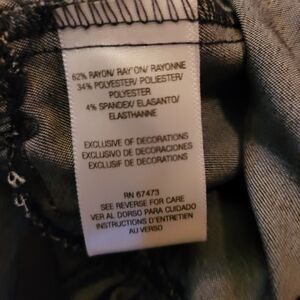 62% RAYON/ RAY'ON/ RAYONNE
34% POLYESTER/ POLIESTER/
POLYESTER
4% SPANDEX/ ELASANTO/
ELASTHANNE
EXCLUSIVE OF DECORATIONS
EXCLUSIVO DE DECORACIONES
EXCLUSIF DE DECORATIONS
RN 67473
SEE REVERSE FOR CARE
VER AL DORSO PARA CUIDADO
INSTRUCTIONS D'ENTRETIEN
AU VERSO